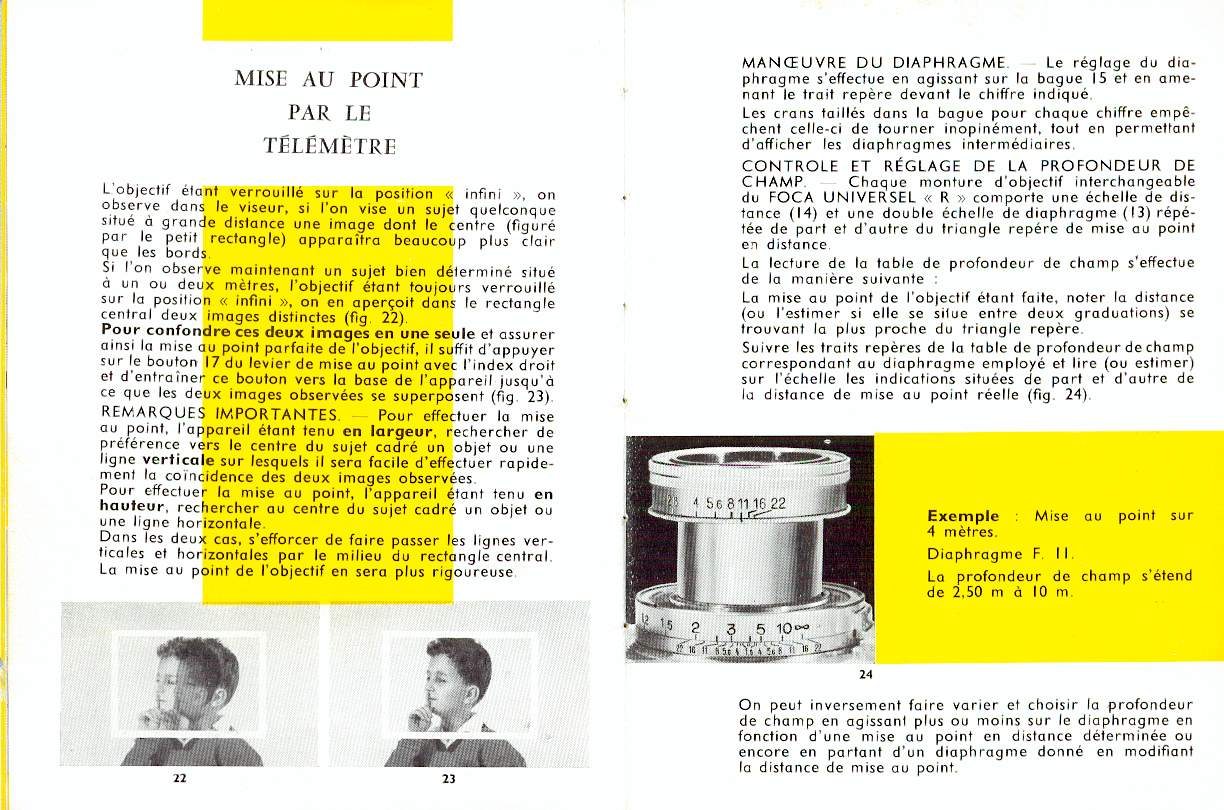 MISE AU POINT
PAR LE
TÉLÉMÈTRE
L'objectif étant verrouillé sur la position « infini », on
observe dans le viseur, si l'on vise un sujet quelconque
situé à grande distance une image dont le centre (figuré
par le petit rectangle) apparaîtra beaucoup plus clair
que les bords.
Si l'on observe maintenant un sujet bien déterminé situé
à un ou deux mètres, l'objectif étant toujours verrouillé
sur la position « infini », on en aperçoit dans le rectangle
central deux images distinctes (fig. 22).
Pour confondre ces deux images en une seule et assurer
ainsi la mise au point parfaite de l'objectif, il suffit d'appuyer
sur le bouton 17 du levier de mise au point avec l'index droit
et d'entraîner ce bouton vers la base de l'appareil jusqu'à
ce que les deux images observées se superposent (fig. 23).
REMARQUES IMPORTANTES. — Pour effectuer la mise
au point, l'appareil étant tenu en largeur, rechercher de
préférence vers le centre du sujet cadré un objet ou une
ligne verticale sur lesquels il sera facile d'effectuer rapide-
ment la coïncidence des deux images observées.
Pour effectuer la mise au point, l'appareil étant tenu en
hauteur, rechercher au centre du sujet cadré un objet ou
une ligne horizontale.
Dans les deux cas, s'efforcer de faire passer les lignes ver-
ticales et horizontales par le milieu du rectangle central.
La mise au point de l'objectif en sera plus rigoureuse.
22
23
MANŒUVRE DU DIAPHRAGME. — Le réglage du dia-
phragme s'effectue en agissant sur la bague 15 et en ame-
nant le trait repère devant le chiffre indiqué.
Les crans taillés dans la bague pour chaque chiffre empê-
chent celle-ci de tourner inopinément, tout en permettant
d'afficher les diaphragmes intermédiaires.
CONTROLE ET RÉGLAGE DE LA PROFONDEUR DE
CHAMP. — Chaque monture d'objectif interchangeable
du FOCA UNIVERSEL « R » comporte une échelle de dis-
tance (14) et une double échelle de diaphragme (13) répé-
tée de part et d'autre du triangle repére de mise au point
en distance.
La lecture de la table de profondeur de champ s'effectue
de la manière suivante :
La mise au point de l'objectif étant faite, noter la distance
(ou l'estimer si elle se situe entre deux graduations) se
trouvant la plus proche du triangle repère.
Suivre les traits repères de la table de profondeur de champ
correspondant au diaphragme employé et lire (ou estimer)
sur l'échelle les indications situées de part et d'autre de
la distance de mise au point réelle (fig. 24).
2.8 4 5.6 8 11 16 22
1.2 1.5 2 3 5 10 ∞
22 16 11 8 5.6 4 4 5.6 8 11 16 22
Exemple : Mise au point sur
4 mètres.
Diaphragme F. 11.
La profondeur de champ s'étend
de 2,50 m à 10 m.
24
On peut inversement faire varier et choisir la profondeur
de champ en agissant plus ou moins sur le diaphragme en
fonction d'une mise au point en distance déterminée ou
encore en partant d'un diaphragme donné en modifiant
la distance de mise au point.